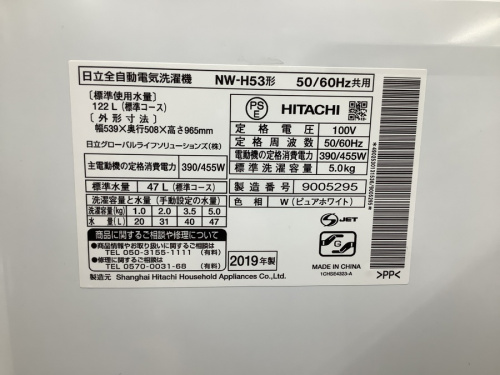 日立全自動電気洗濯機 NW-H53形 50/60Hz共用
[標準使用水量]
122L(標準コース)
[外形寸法]
幅539×奥行508×高さ965mm
日立グローバルライフソリューションズ(株)
主電動機の定格消費電力 390/455W
標準水量 47L(標準コース)
洗濯容量と水量 (手動設定の水量)
洗濯容量(kg) 1.0 2.0 3.5 5.0
水量(L) 20 31 40 47
商品に関するご相談や修理について
●商品情報やお取り扱いに関するご相談は
TEL 050-3155-1111 (有料)
●修理に関するご相談は
TEL 0570-0031-68 (有料)
製造元 Shanghai Hitachi Household Appliances Co.,Ltd.
2019年製
PSE HITACHI
定格電圧 100V
定格周波数 50/60Hz
電動機の定格消費電力 390/455W
標準洗濯容量 5.0kg
製造番号 9005295
色相 W(ピュアホワイト)
S JET
G
MADE IN CHINA
1CHSE4323-A
>PP<